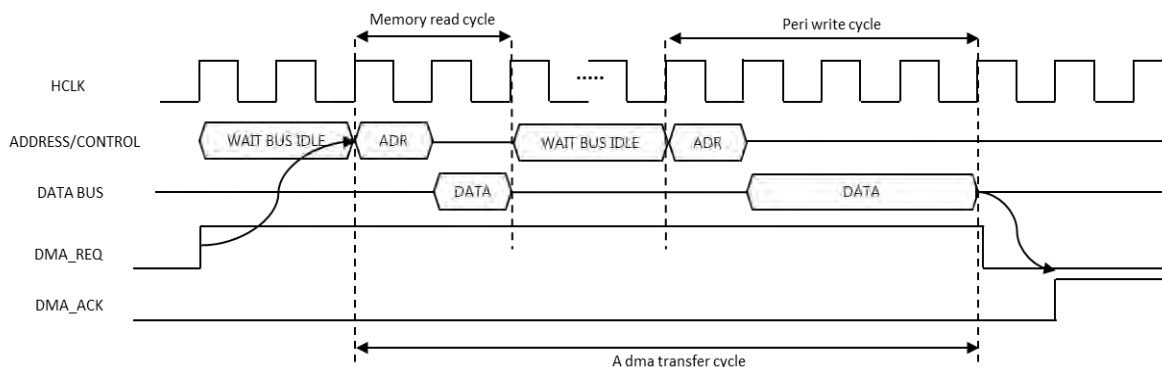 Memory read cycle
Peri write cycle
HCLK
.....
ADDRESS/CONTROL
WAIT BUS IDLE
ADR
WAIT BUS IDLE
ADR
DATA BUS
DATA
DATA
DMA_REQ
DMA_ACK
A dma transfer cycle